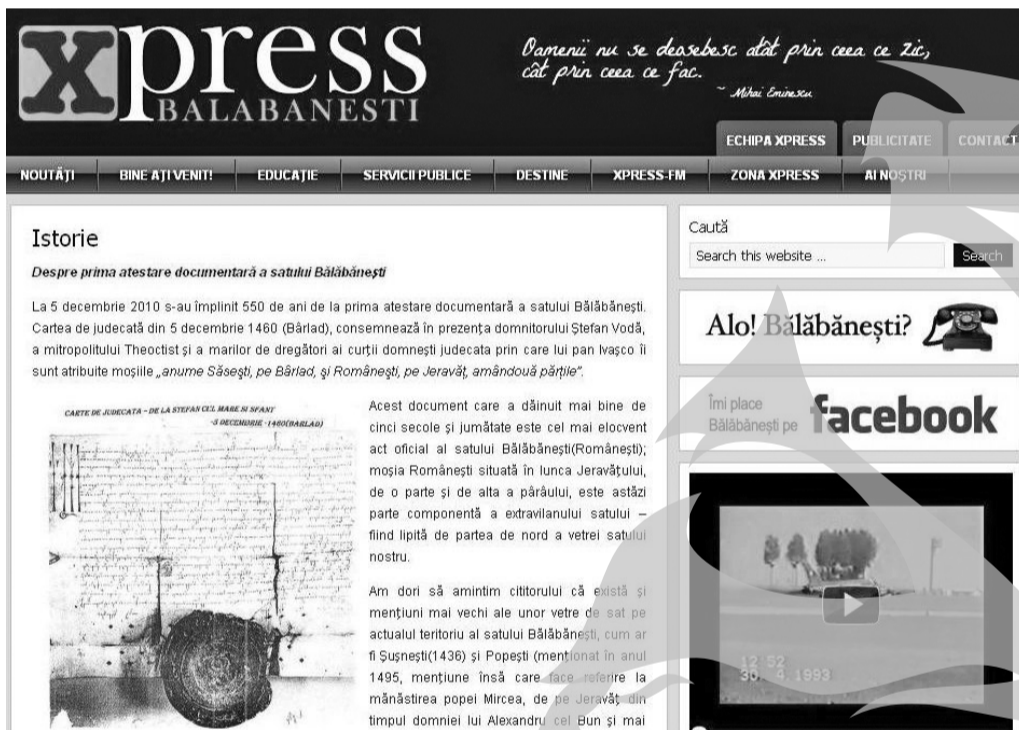 xpress
BALABANESTI
Oamenii nu se deosebesc atât prin ceea ce zic,
cât prin ceea ce fac.
~ Mihai Eminescu
ECHIPA XPRESS PUBLICITATE CONTACT
NOUTĂȚI BINE AȚI VENIT! EDUCAȚIE SERVICII PUBLICE DESTINE XPRESS-FM ZONA XPRESS AI NOȘTRI
Istorie
Despre prima atestare documentară a satului Bălăbănești
La 5 decembrie 2010 s-au împlinit 550 de ani de la prima atestare documentară a satului Bălăbănești.
Cartea de judecată din 5 decembrie 1460 (Bârlad), consemnează în prezența domnitorului Ștefan Vodă,
a mitropolitului Theoctist și a marilor de dregători ai curții domnești judecata prin care lui pan Ivașco îi
sunt atribuite moșiile „anume Săsești, pe Bârlad, și Românești, pe Jeravăț, amândouă părțile”.
CARTE DE JUDECATA - DE LA STEFAN CEL MARE SI SFANT
-5 DECEMBRIE -1460(BARLAD)
Acest document care a dăinuit mai bine de
cinci secole și jumătate este cel mai elocvent
act oficial al satului Bălăbănești(Românești);
moșia Românești situată în lunca Jeravățului,
de o parte și de alta a pârâului, este astăzi
parte componentă a extravilanului satului –
fiind lipită de partea de nord a vetrei satului
nostru.
Am dori să amintim cititorului că există și
mențiuni mai vechi ale unor vetre de sat pe
actualul teritoriu al satului Bălăbănești, cum ar
fi Șușnești(1436) și Popești (menționat în anul
1495, mențiune însă care face referire la
mănăstirea popei Mircea, de pe Jeravăț din
timpul domniei lui Alexandru cel Bun și mai
Caută
Search this website ...
Search
Alo! Bălăbănești?
Îmi place
Bălăbănești pe
facebook
12 52
30. 4. 1993